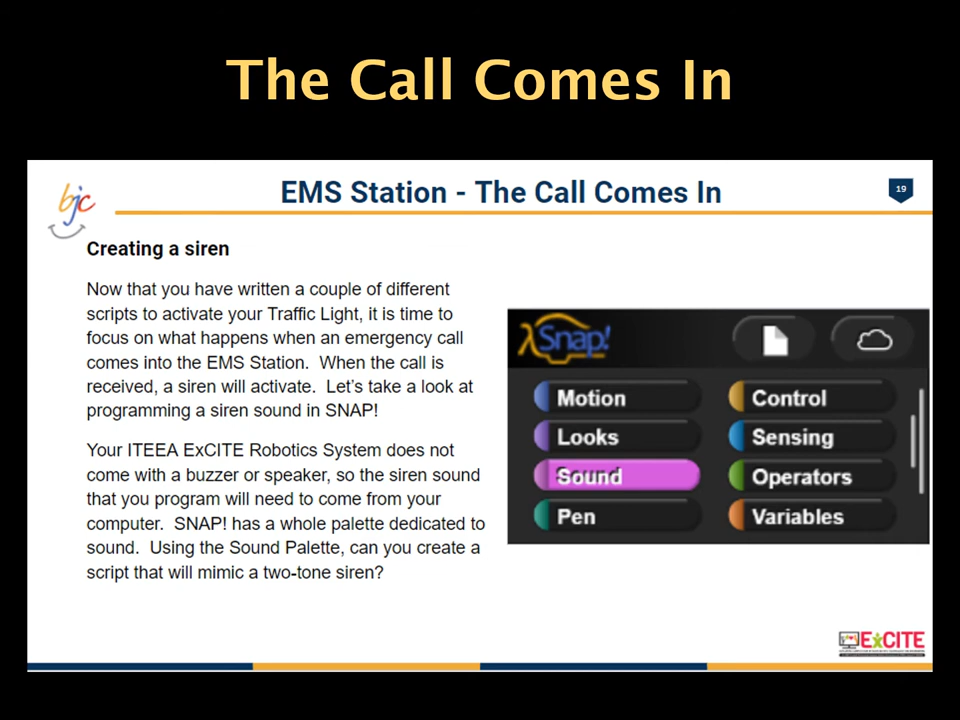 The Call Comes In
bjc
EMS Station - The Call Comes In
19
Creating a siren
Now that you have written a couple of different
scripts to activate your Traffic Light, it is time to
focus on what happens when an emergency call
comes into the EMS Station.  When the call is
received, a siren will activate.  Let's take a look at
programming a siren sound in SNAP!
Your ITEEA ExCITE Robotics System does not
come with a buzzer or speaker, so the siren sound
that you program will need to come from your
computer.  SNAP! has a whole palette dedicated to
sound.  Using the Sound Palette, can you create a
script that will mimic a two-tone siren?
λSnap!
Motion
Control
Looks
Sensing
Sound
Operators
Pen
Variables
ExCITE